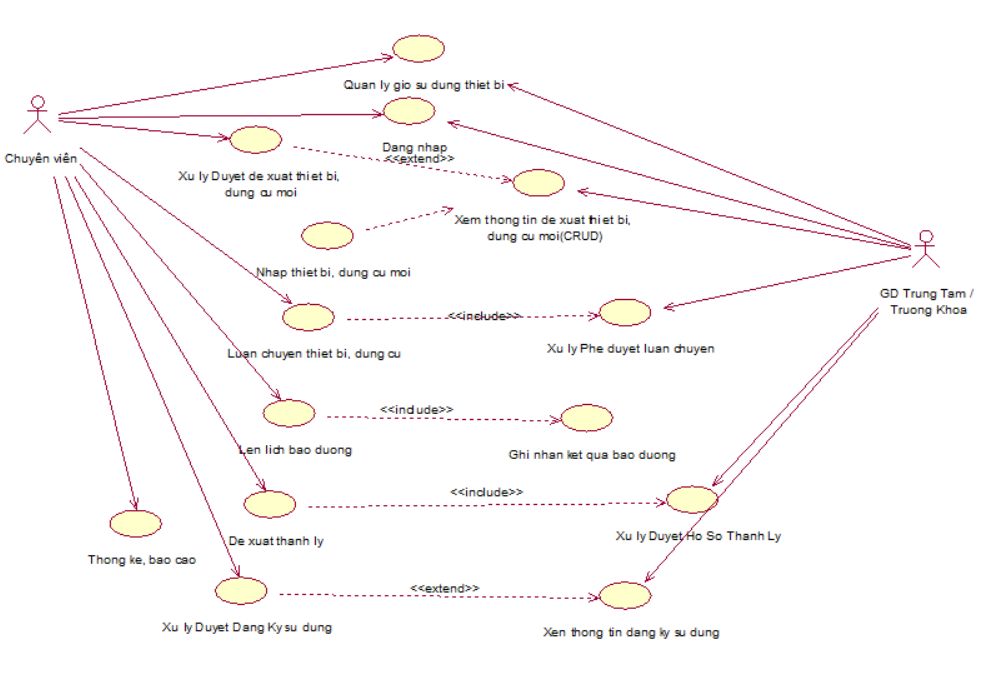 Quan ly gio su dung thiet bi
Chuyên viên
Dang nhap
<<extend>>
Xu ly Duyet de xuat thiet bi,
dung cu moi
Xem thong tin de xuat thiet bi,
dung cu moi(CRUD)
Nhap thiet bi, dung cu moi
GD Trung Tam /
Truong Khoa
<<include>>
Luan chuyen thiet bi, dung cu
Xu ly Phe duyet luan chuyen
<<include>>
Len lich bao duong
Ghi nhan ket qua bao duong
<<include>>
De xuat thanh ly
Xu ly Duyet Ho So Thanh Ly
Thong ke, bao cao
<<extend>>
Xu ly Duyet Dang Ky su dung
Xen thong tin dang ky su dung